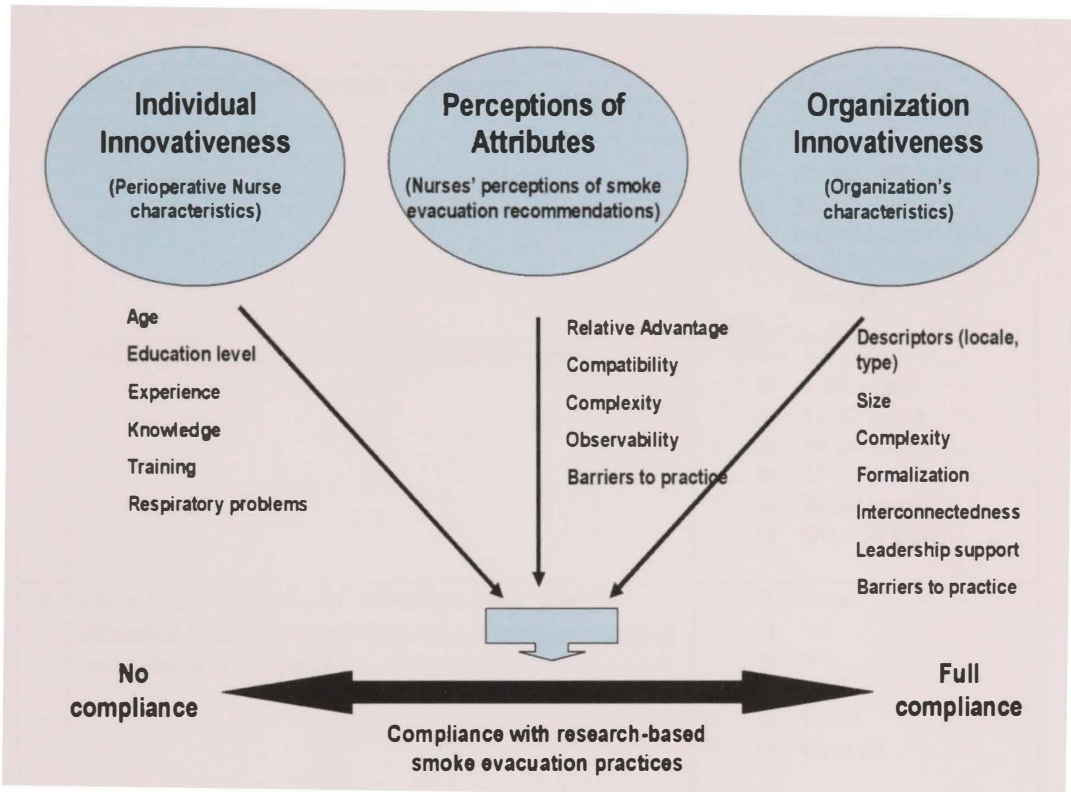 Individual
Innovativeness
(Perioperative Nurse
characteristics)
Perceptions of
Attributes
(Nurses' perceptions of smoke
evacuation recommendations)
Organization
Innovativeness
(Organization's
characteristics)
Age
Education level
Experience
Knowledge
Training
Respiratory problems
Relative Advantage
Compatibility
Complexity
Observability
Barriers to practice
Descriptors (locale,
type)
Size
Complexity
Formalization
Interconnectedness
Leadership support
Barriers to practice
No
compliance
Full
compliance
Compliance with research-based
smoke evacuation practices